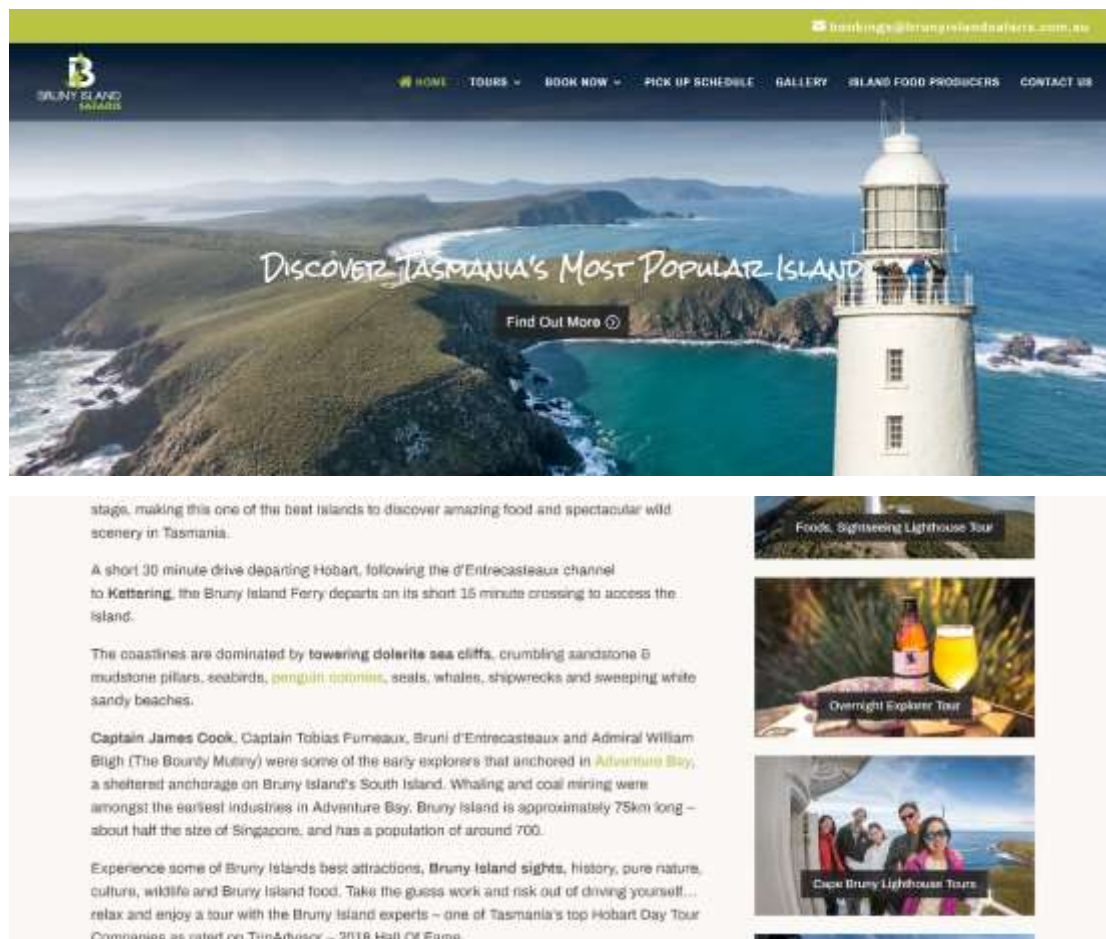 bookings@brunyislandsafaris.com.au
B
BRUNY ISLAND
SAFARIS
HOME TOURS BOOK NOW PICK UP SCHEDULE GALLERY ISLAND FOOD PRODUCERS CONTACT US
Discover Tasmania's Most Popular Island
Find Out More
stage, making this one of the best islands to discover amazing food and spectacular wild
scenery in Tasmania.
A short 30 minute drive departing Hobart, following the d'Entrecasteaux channel
to Kettering, the Bruny Island Ferry departs on its short 15 minute crossing to access the
Island.
The coastlines are dominated by towering dolerite sea cliffs, crumbling sandstone &
mudstone pillars, seabirds, penguin colonies, seals, whales, shipwrecks and sweeping white
sandy beaches.
Captain James Cook, Captain Tobias Furneaux, Bruni d'Entrecasteaux and Admiral William
Bligh (The Bounty Mutiny) were some of the early explorers that anchored in Adventure Bay,
a sheltered anchorage on Bruny Island's South Island. Whaling and coal mining were
amongst the earliest industries in Adventure Bay. Bruny Island is approximately 75km long –
about half the size of Singapore, and has a population of around 700.
Experience some of Bruny Islands best attractions, Bruny Island sights, history, pure nature,
culture, wildlife and Bruny Island food. Take the guess work and risk out of driving yourself…
relax and enjoy a tour with the Bruny Island experts – one of Tasmania's top Hobart Day Tour
Companies as rated on TripAdvisor – 2018 Hall Of Fame
Foods, Sightseeing Lighthouse Tour
Overnight Explorer Tour
Cape Bruny Lighthouse Tours